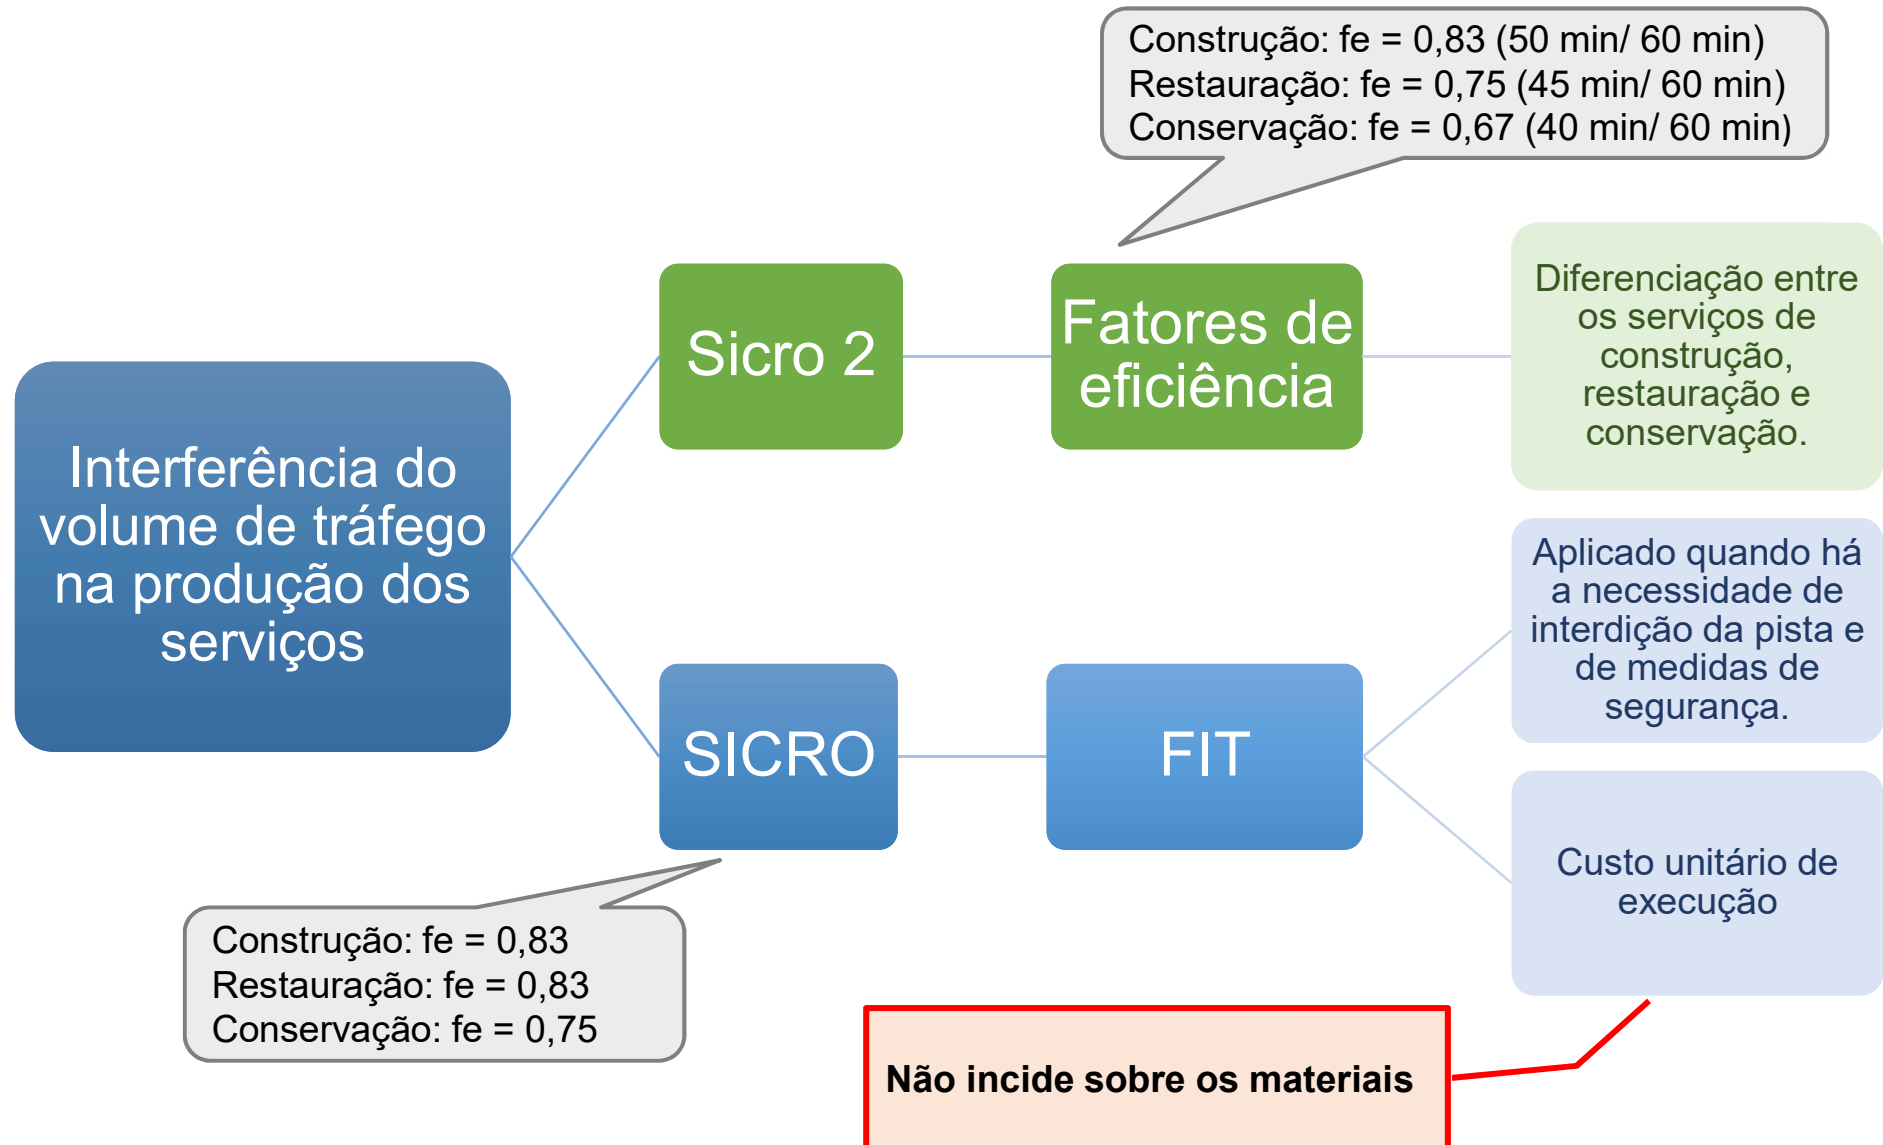 Construção: fe = 0,83 (50 min/ 60 min)
Restauração: fe = 0,75 (45 min/ 60 min)
Conservação: fe = 0,67 (40 min/ 60 min)
Interferência do
volume de tráfego
na produção dos
serviços
Sicro 2
Fatores de
eficiência
Diferenciação entre
os serviços de
construção,
restauração e
conservação.
SICRO
FIT
Aplicado quando há
a necessidade de
interdição da pista e
de medidas de
segurança.
Custo unitário de
execução
Construção: fe = 0,83
Restauração: fe = 0,83
Conservação: fe = 0,75
Não incide sobre os materiais